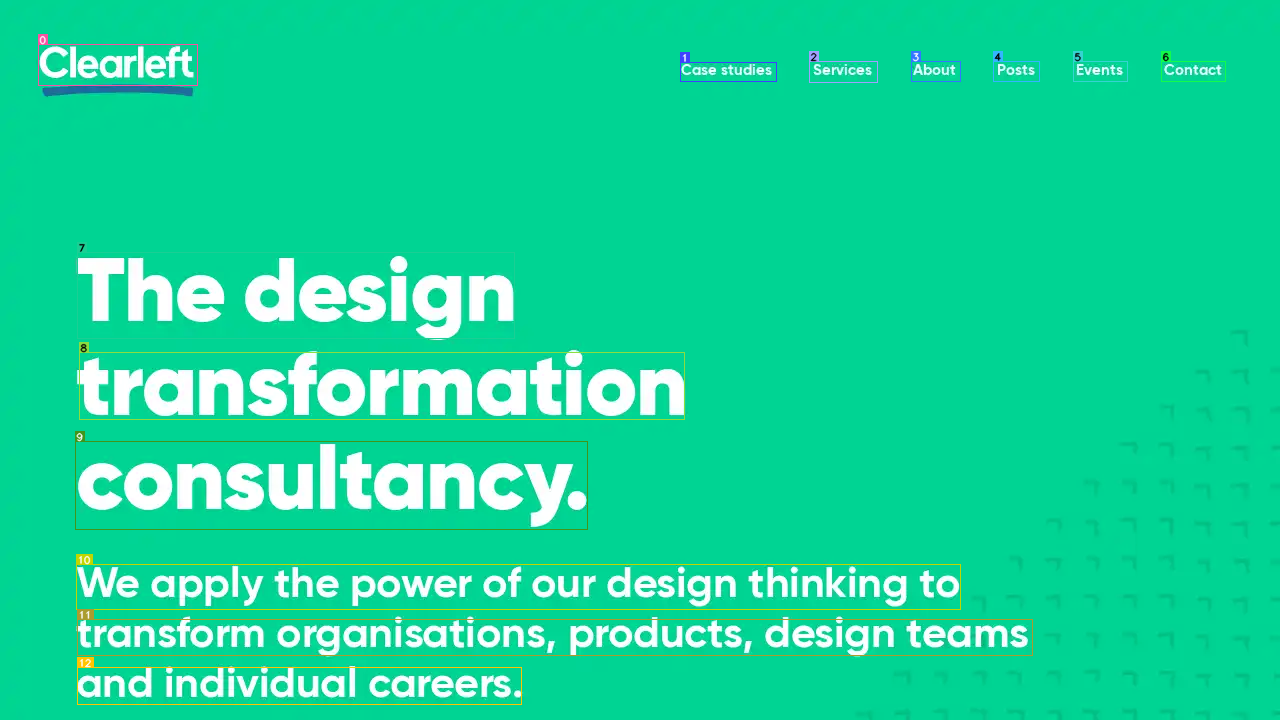 Clearleft
Case studies Services About Posts Events Contact
The design
transformation
consultancy.
We apply the power of our design thinking to
transform organisations, products, design teams
and individual careers.
0
1
2
3
4
5
6
7
8
9
10
11
12